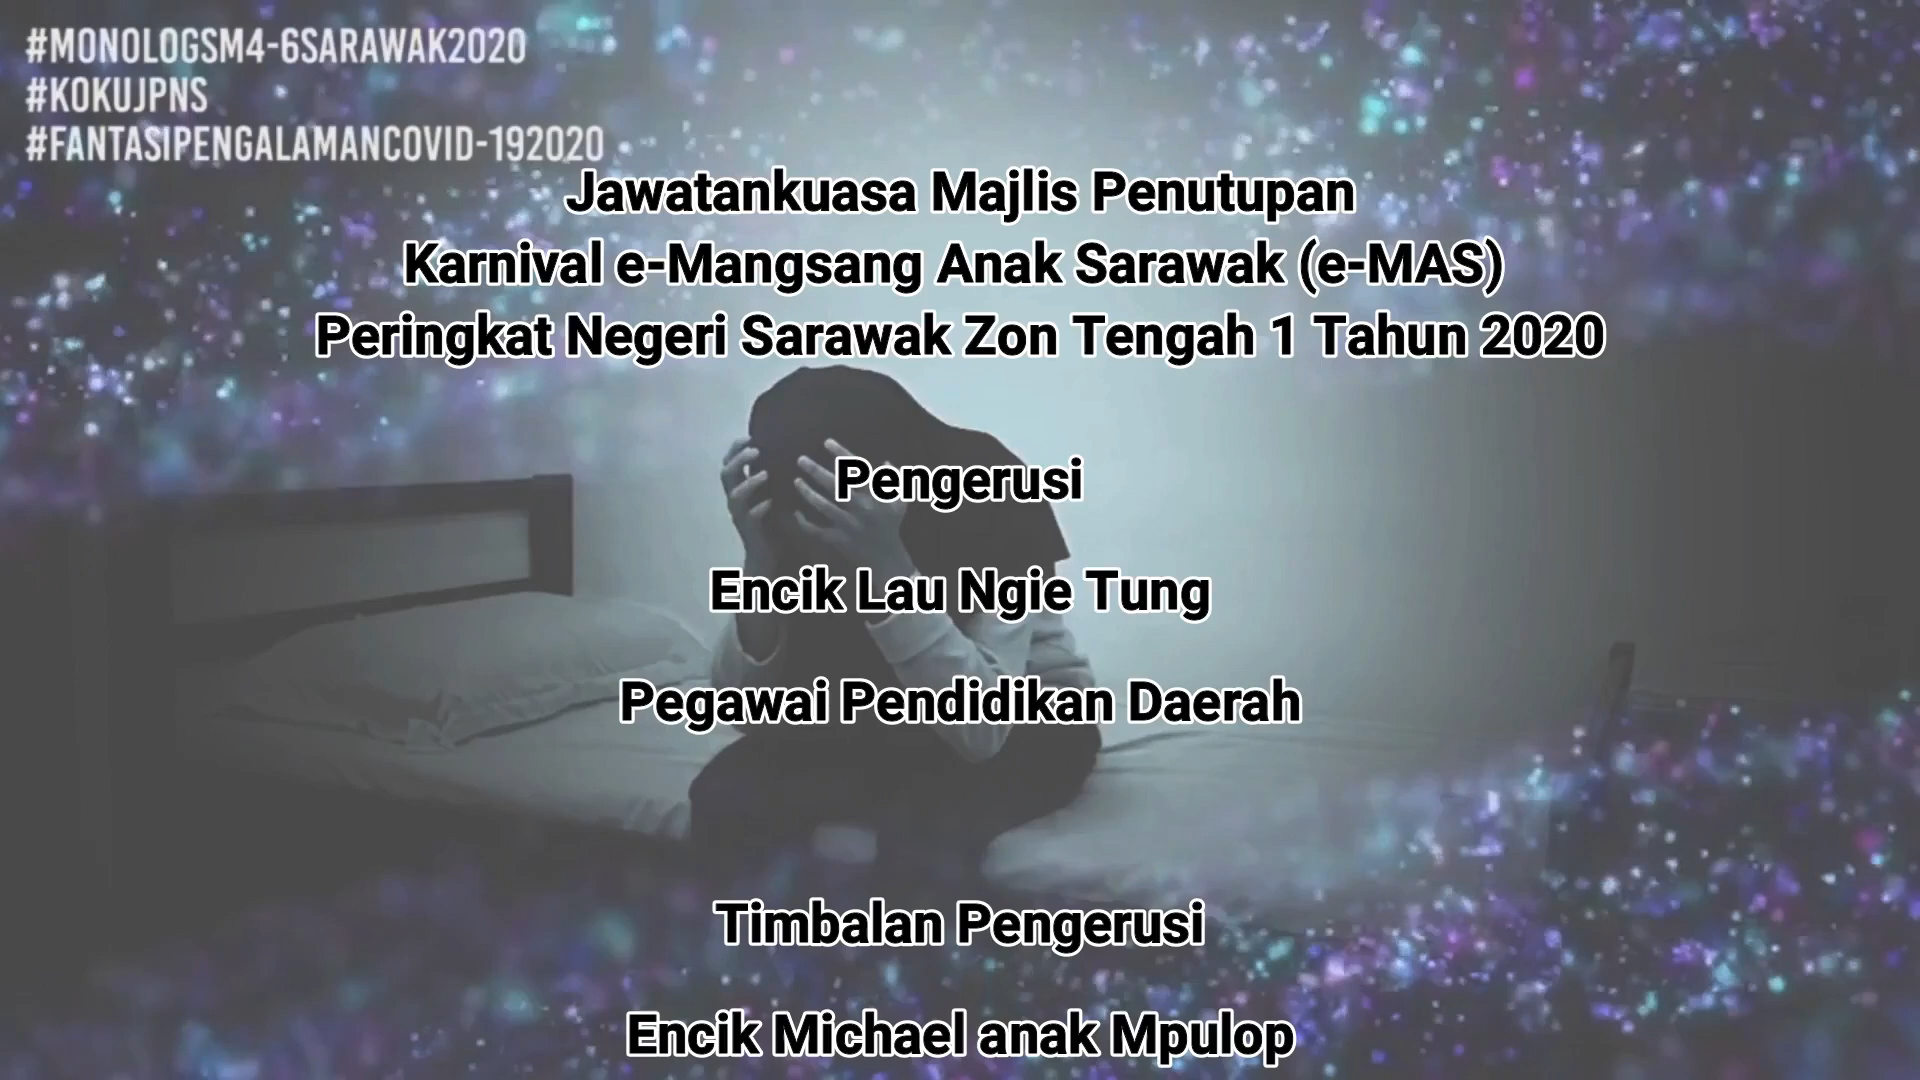 #MONOLOGSM4-6SARAWAK2020
#KOKUJPNS
#FANTASIPENGALAMANCOVID-192020
Jawatankuasa Majlis Penutupan
Karnival e-Mangsang Anak Sarawak (e-MAS)
Peringkat Negeri Sarawak Zon Tengah 1 Tahun 2020
Pengerusi
Encik Lau Ngie Tung
Pegawai Pendidikan Daerah
Timbalan Pengerusi
Encik Michael anak Mpulop